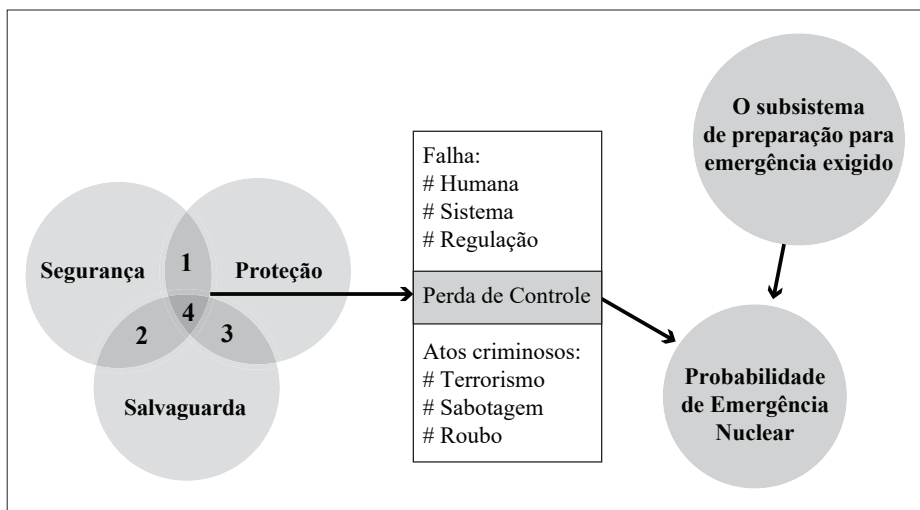 Segurança
1
Proteção
2
4
3
Salvaguarda
Falha:
# Humana
# Sistema
# Regulação
Perda de Controle
Atos criminosos:
# Terrorismo
# Sabotagem
# Roubo
O subsistema
de preparação para
emergência exigido
Probabilidade
de Emergência
Nuclear